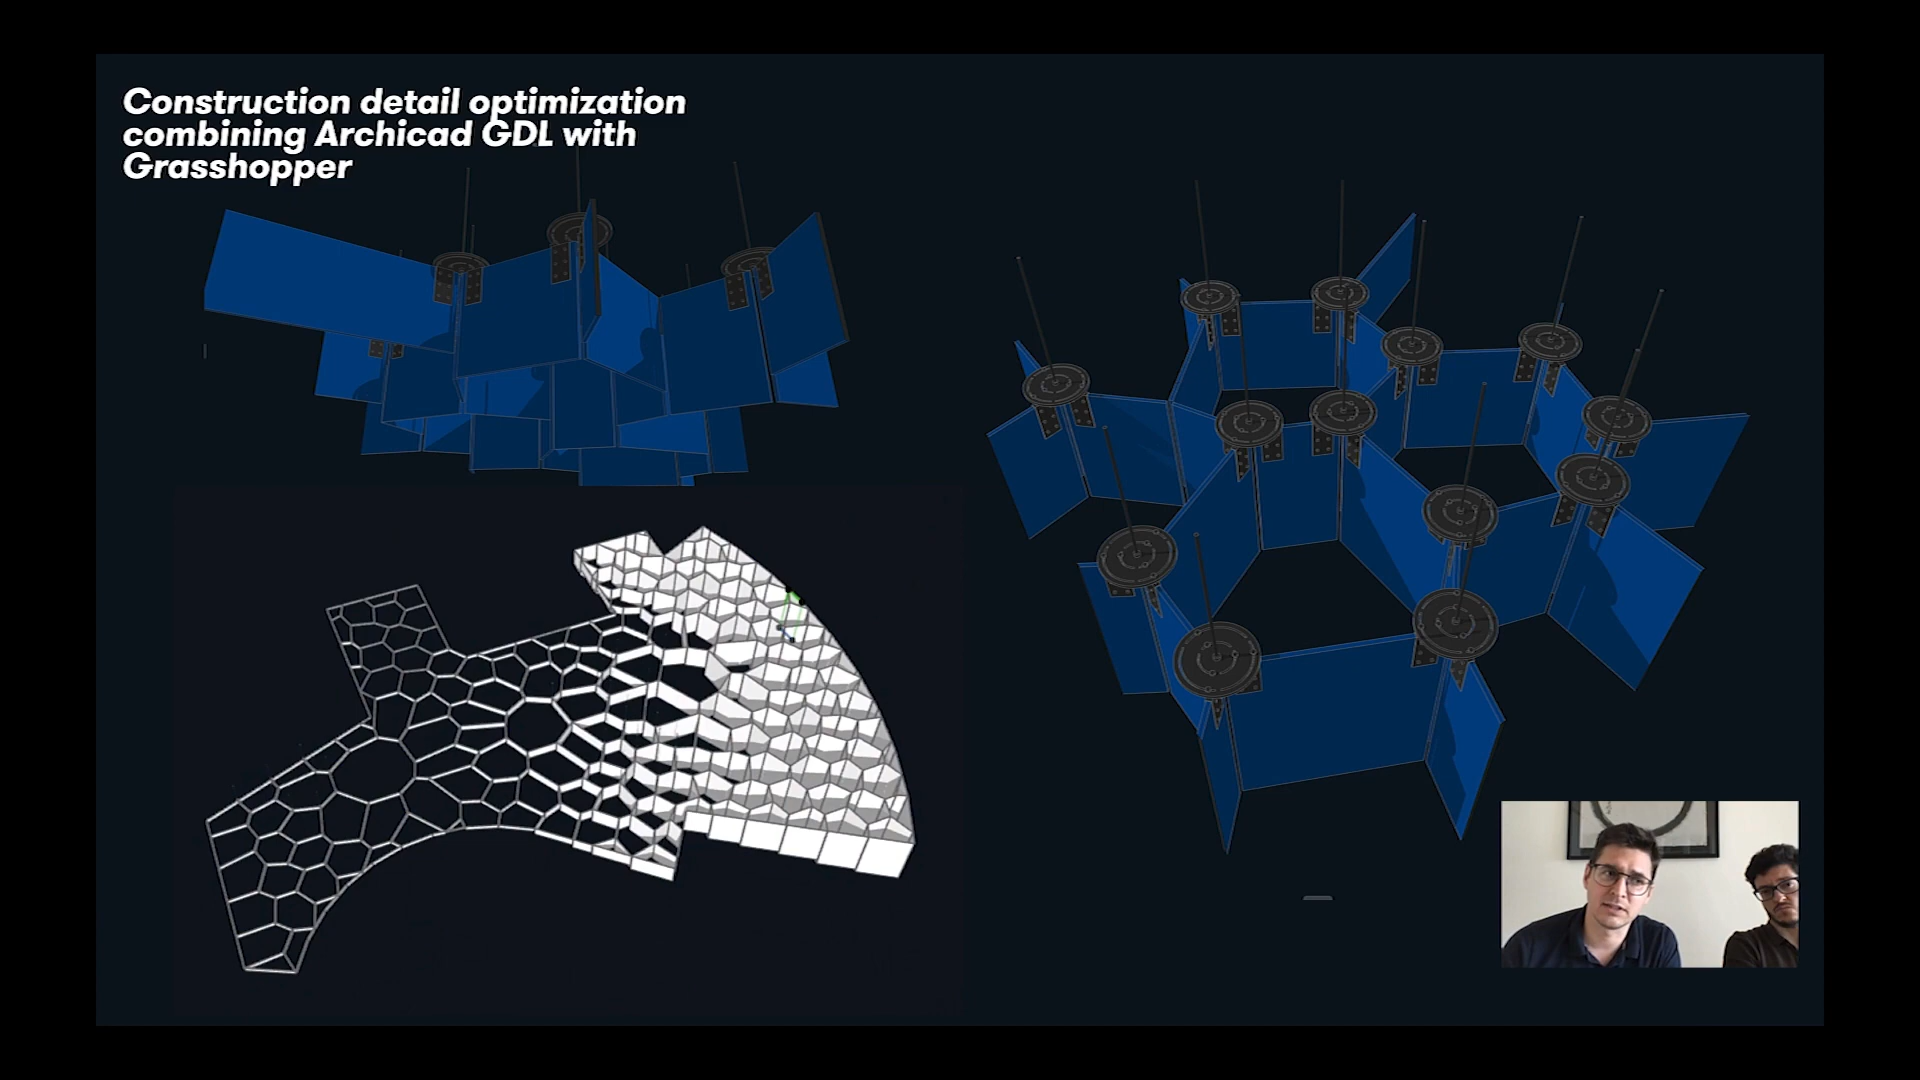 Construction detail optimization
combining Archicad GDL with
Grasshopper